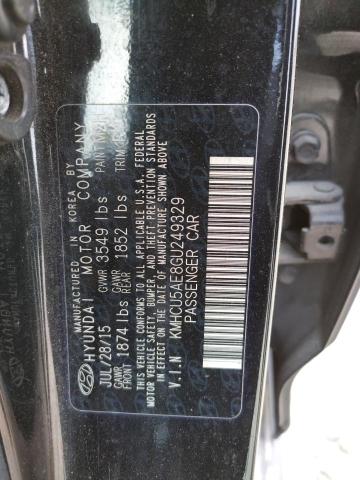 MANUFACTURED IN KOREA BY
HYUNDAI MOTOR COMPANY
JUL/28/15 GVWR 3549 lbs PAINT
GAWR FRONT 1874 lbs GAWR REAR 1852 lbs TRIM
THIS VEHICLE CONFORMS TO ALL APPLICABLE U.S.A. FEDERAL
MOTOR VEHICLE SAFETY, BUMPER, AND THEFT PREVENTION STANDARDS
IN EFFECT ON THE DATE OF MANUFACTURE SHOWN ABOVE
V.I.N KMHCU5AE8GU249329
PASSENGER CAR